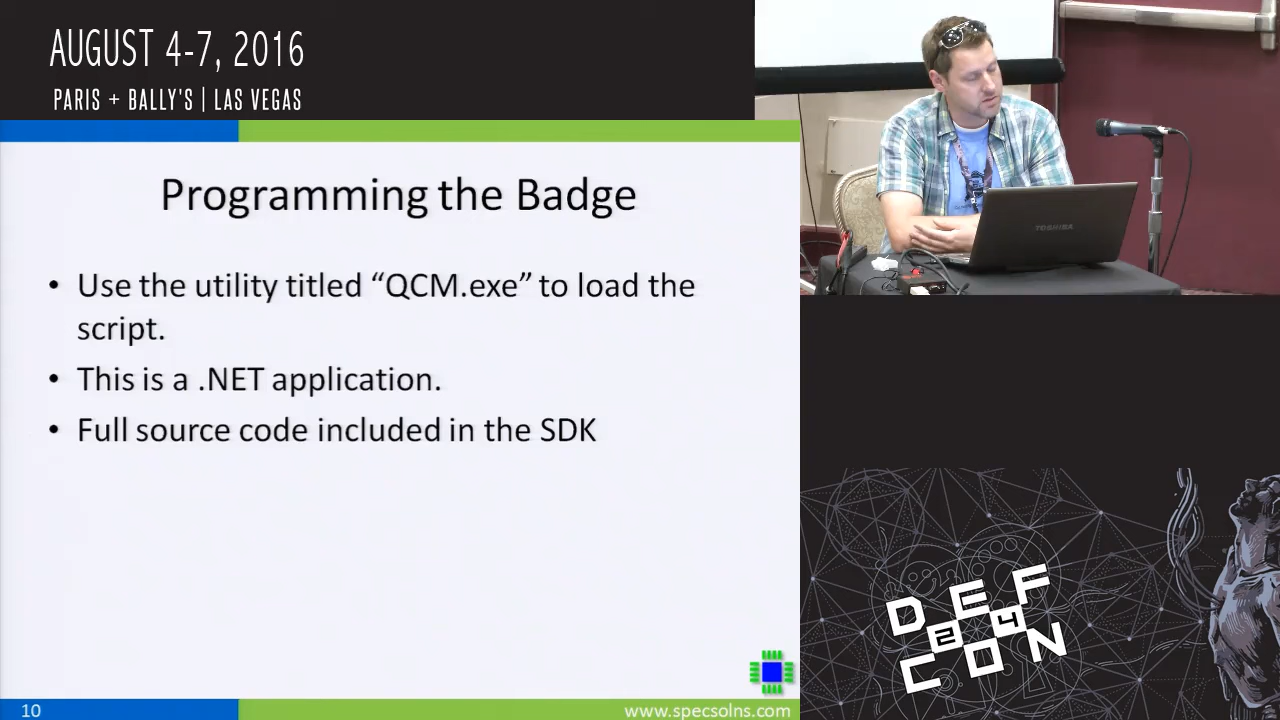 AUGUST 4-7, 2016
PARIS + BALLY'S | LAS VEGAS
Programming the Badge
• Use the utility titled “QCM.exe” to load the
script.
• This is a .NET application.
• Full source code included in the SDK
10
www.specsolns.com
TOSHIBA
DEF
24
CON